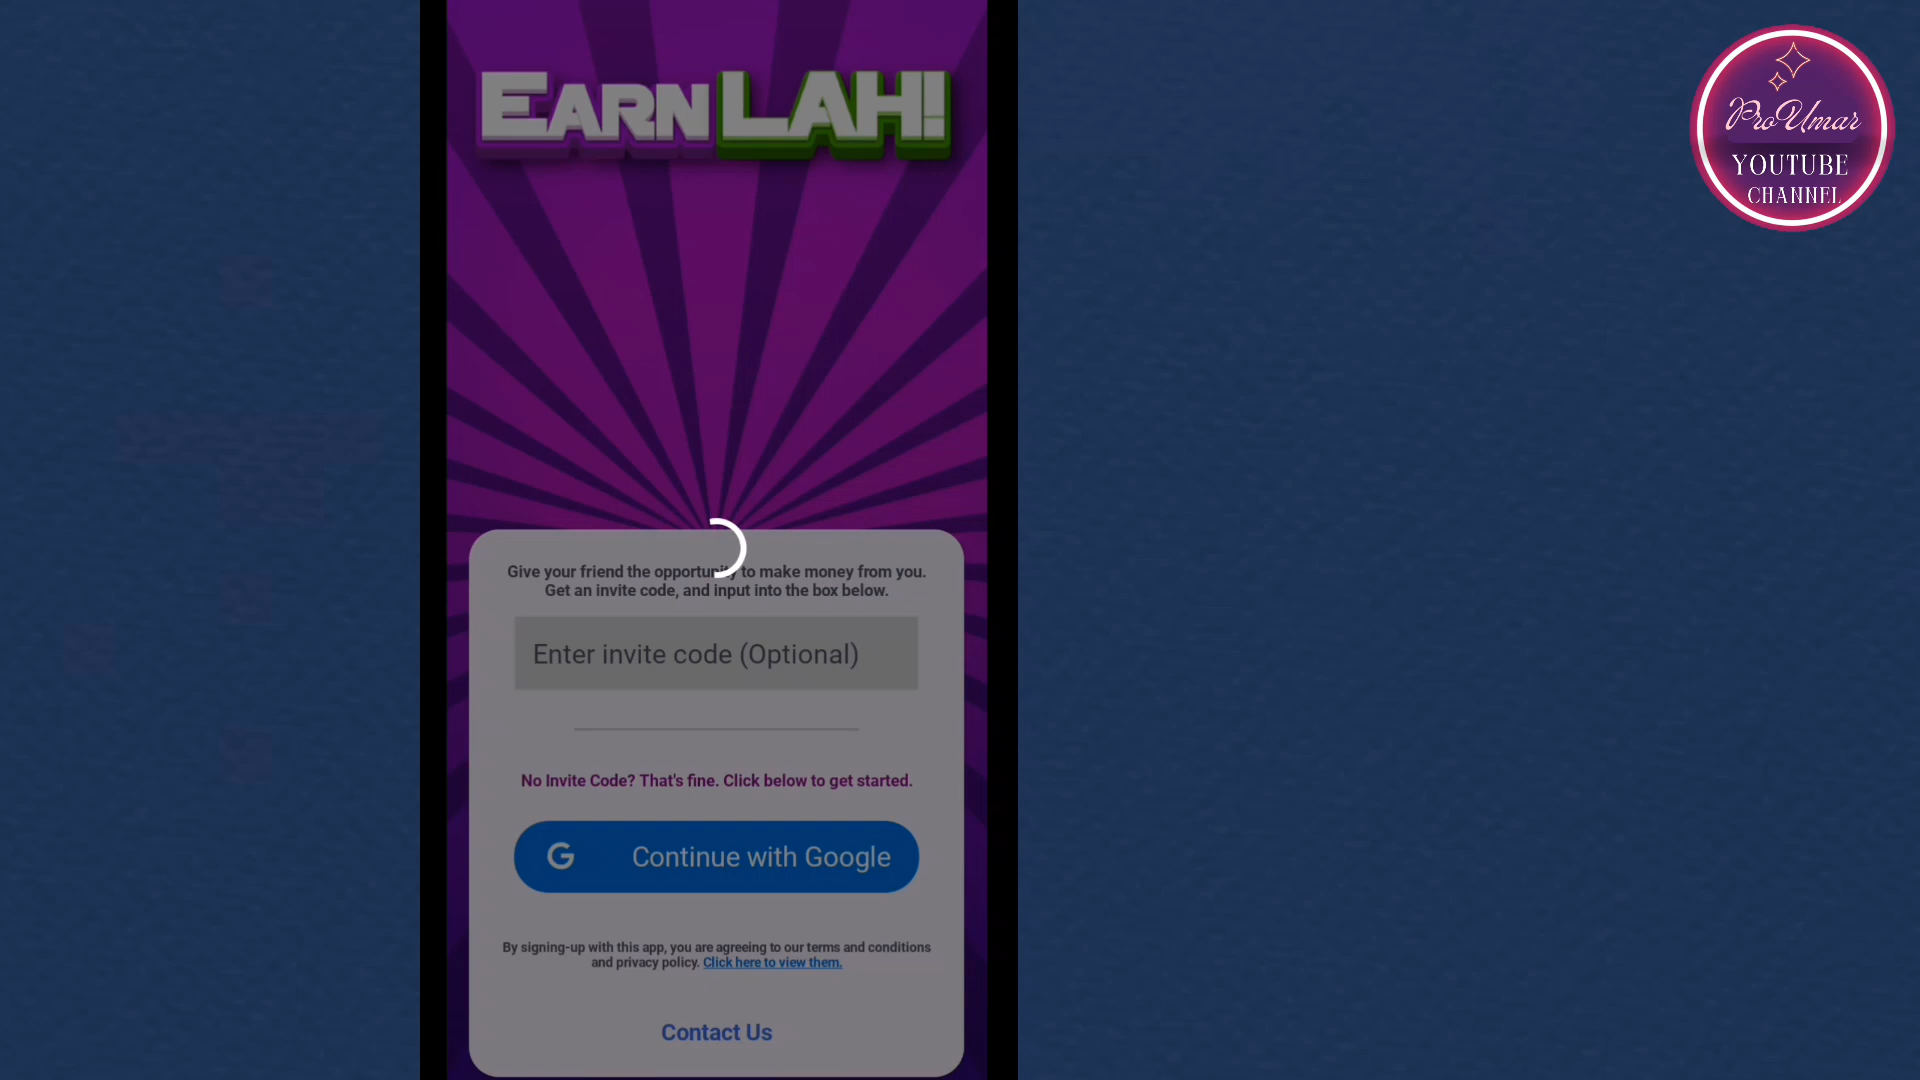 EARNLAH!
ProUmar
YOUTUBE
CHANNEL
Give your friend the opportunity to make money from you.
Get an invite code, and input into the box below.
Enter invite code (Optional)
No Invite Code? That's fine. Click below to get started.
G Continue with Google
By signing-up with this app, you are agreeing to our terms and conditions
and privacy policy. Click here to view them.
Contact Us